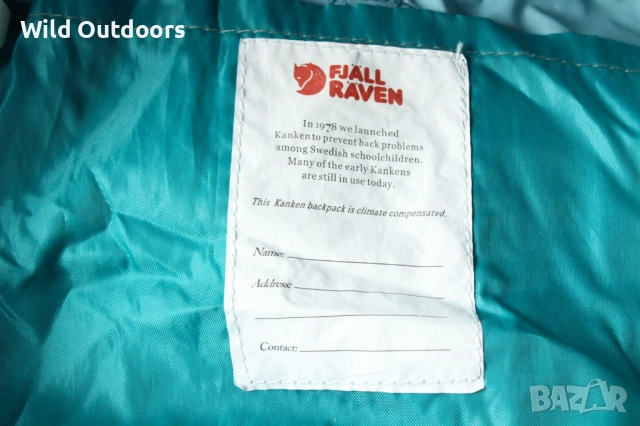 Wild Outdoors
FJÄLL
RÄVEN
In 1978 we launched
Kanken to prevent back problems
among Swedish schoolchildren.
Many of the early Kankens
are still in use today.
This Kanken backpack is climate compensated.
Name:
Address:
Contact:
BAZAR